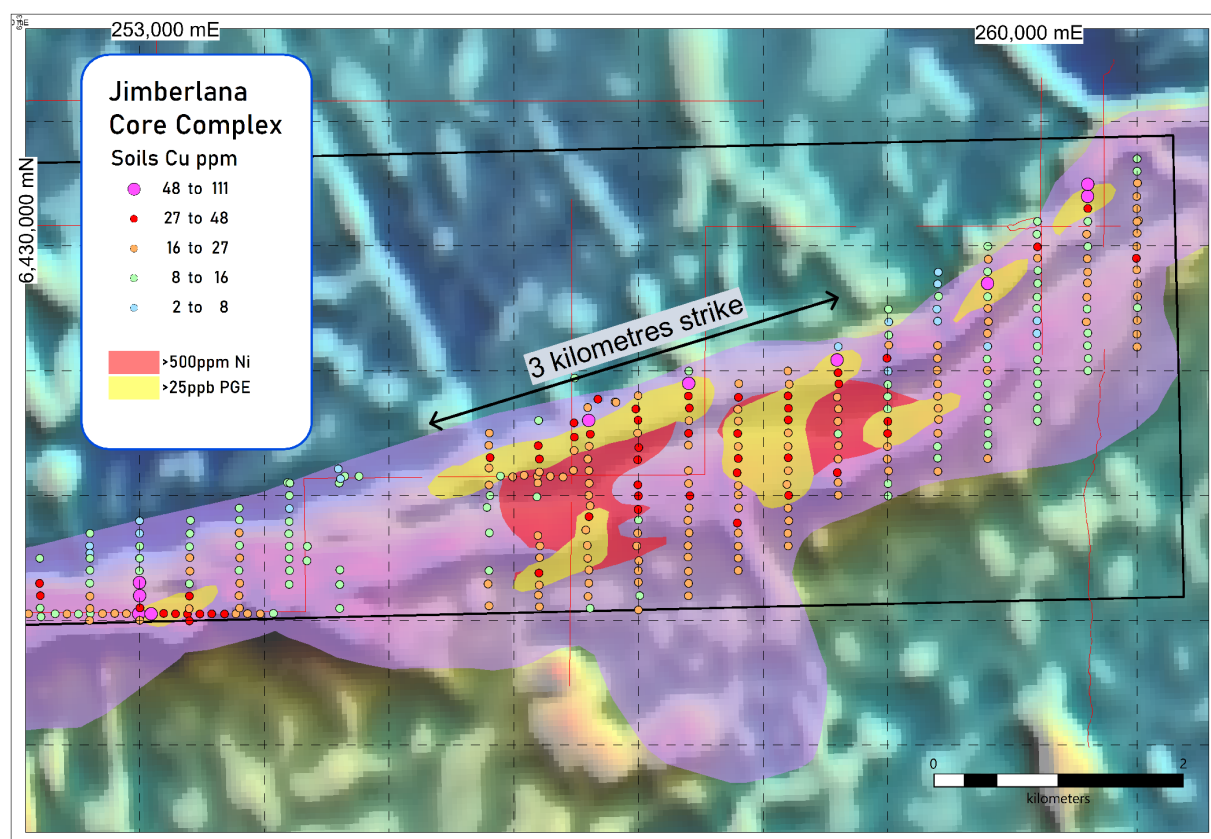 253,000 mE
260,000 mE
6,430,000 mN
Jimberlana
Core Complex
Soils Cu ppm
48 to 111
27 to 48
16 to 27
8 to 16
2 to 8
>500ppm Ni
>25ppb PGE
3 kilometres strike
0 2
kilometers